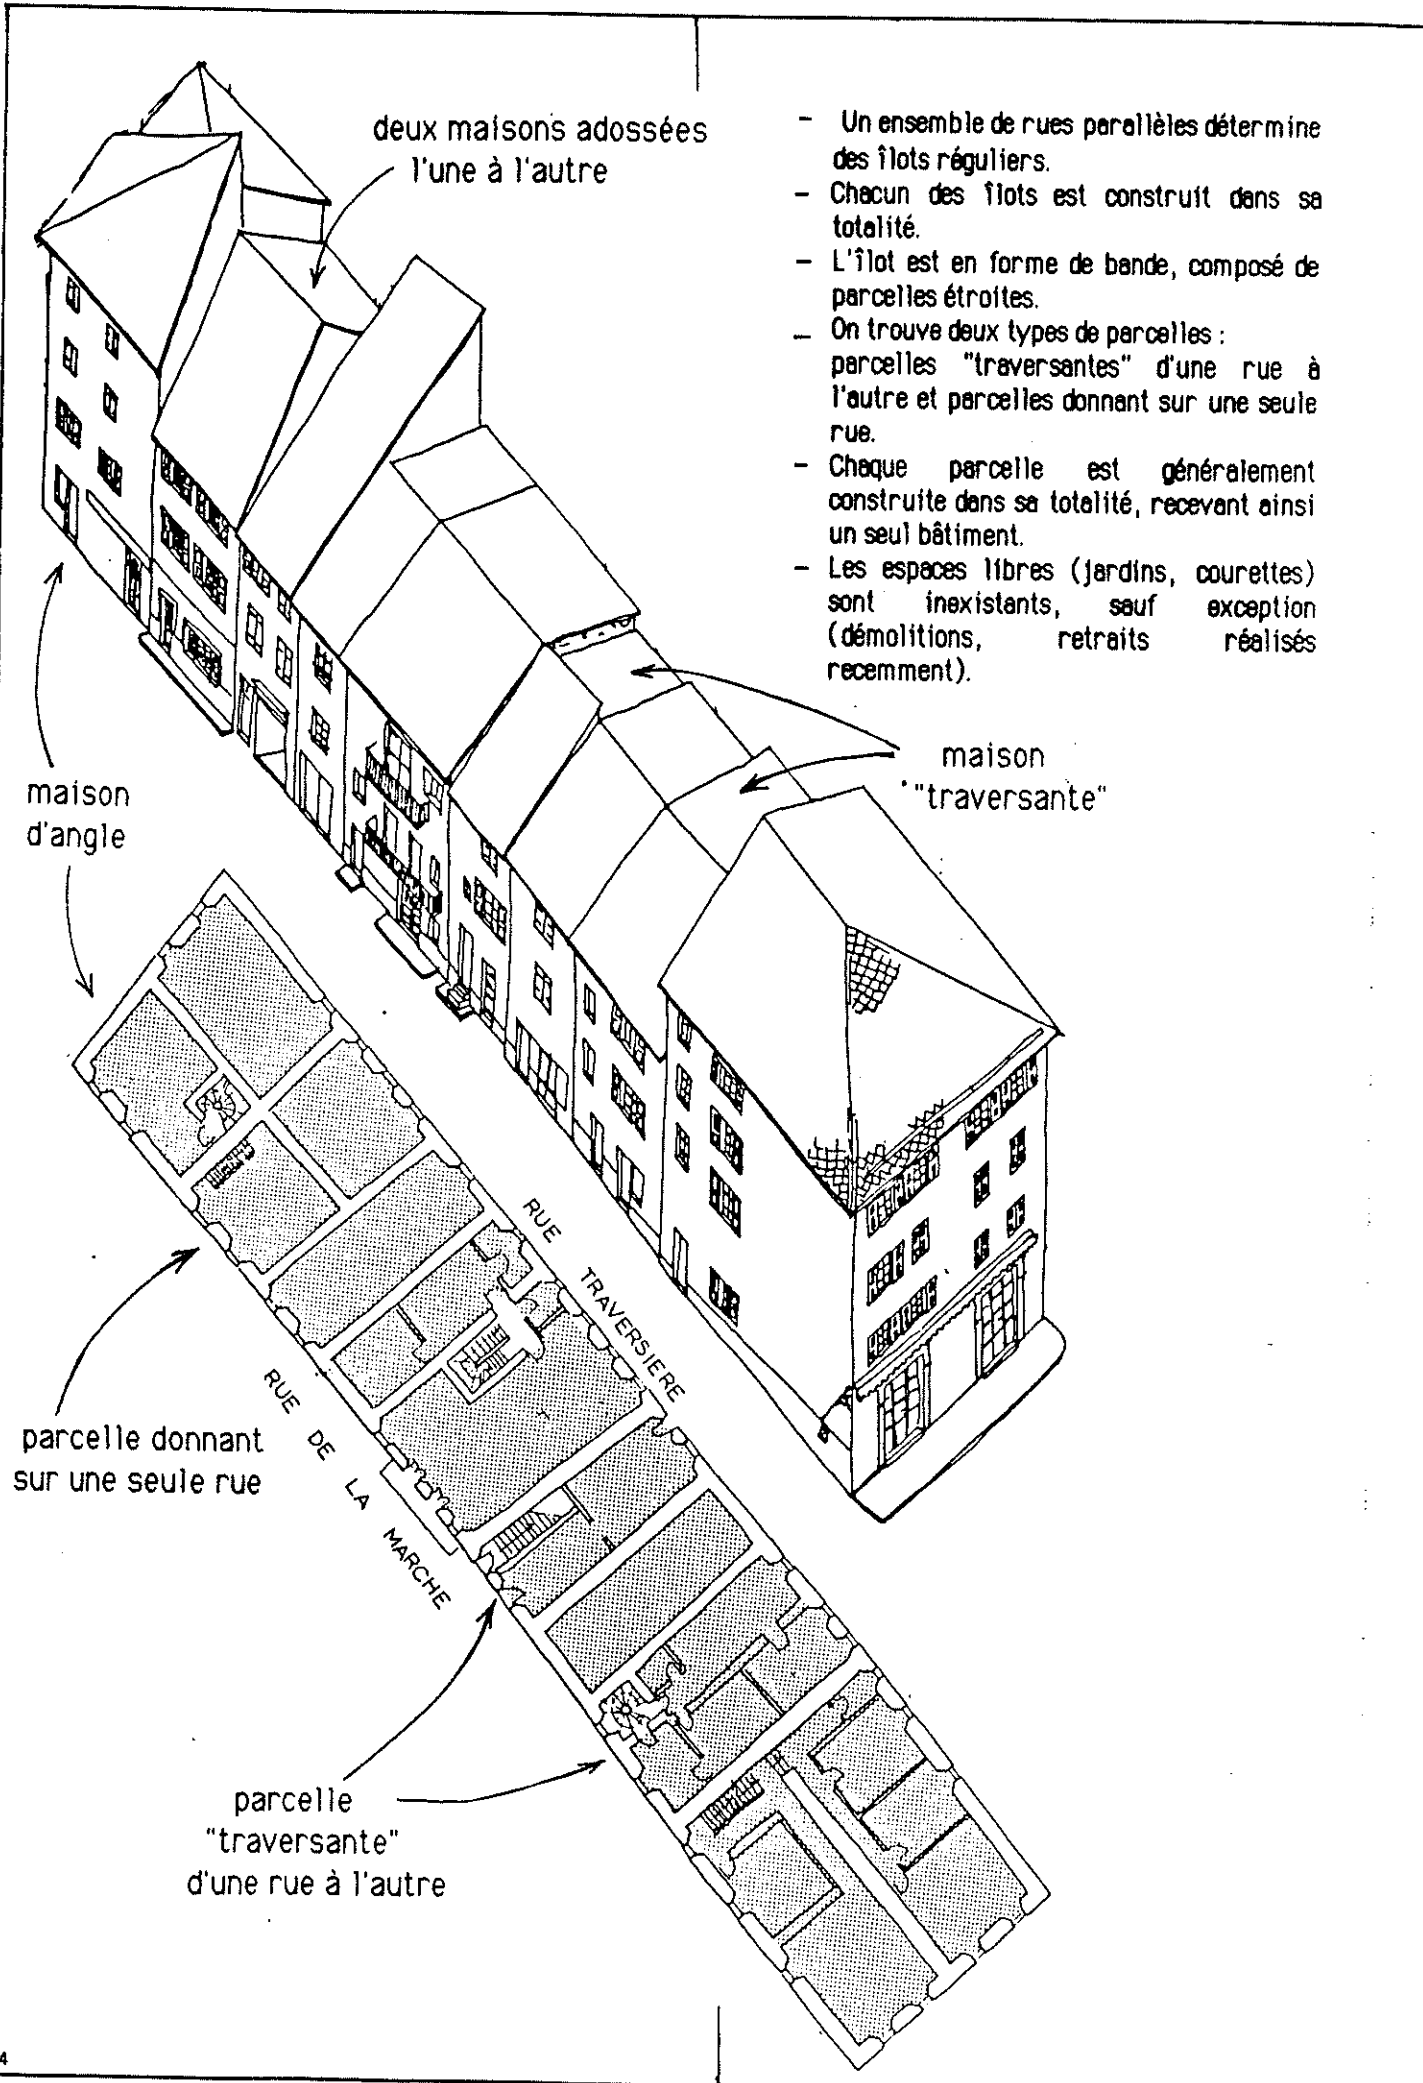 deux maisons adossées
l'une à l'autre
- Un ensemble de rues parallèles détermine
des îlots réguliers.
- Chacun des îlots est construit dans sa
totalité.
- L'îlot est en forme de bande, composé de
parcelles étroites.
- On trouve deux types de parcelles :
parcelles "traversantes" d'une rue à
l'autre et parcelles donnant sur une seule
rue.
- Chaque parcelle est généralement
construite dans sa totalité, recevant ainsi
un seul bâtiment.
- Les espaces libres (jardins, courettes)
sont inexistants, sauf exception
(démolitions, retraits réalisés
recemment).
maison
"traversante"
maison
d'angle
RUE TRAVERSIERE
RUE DE LA MARCHE
parcelle donnant
sur une seule rue
parcelle
"traversante"
d'une rue à l'autre
4